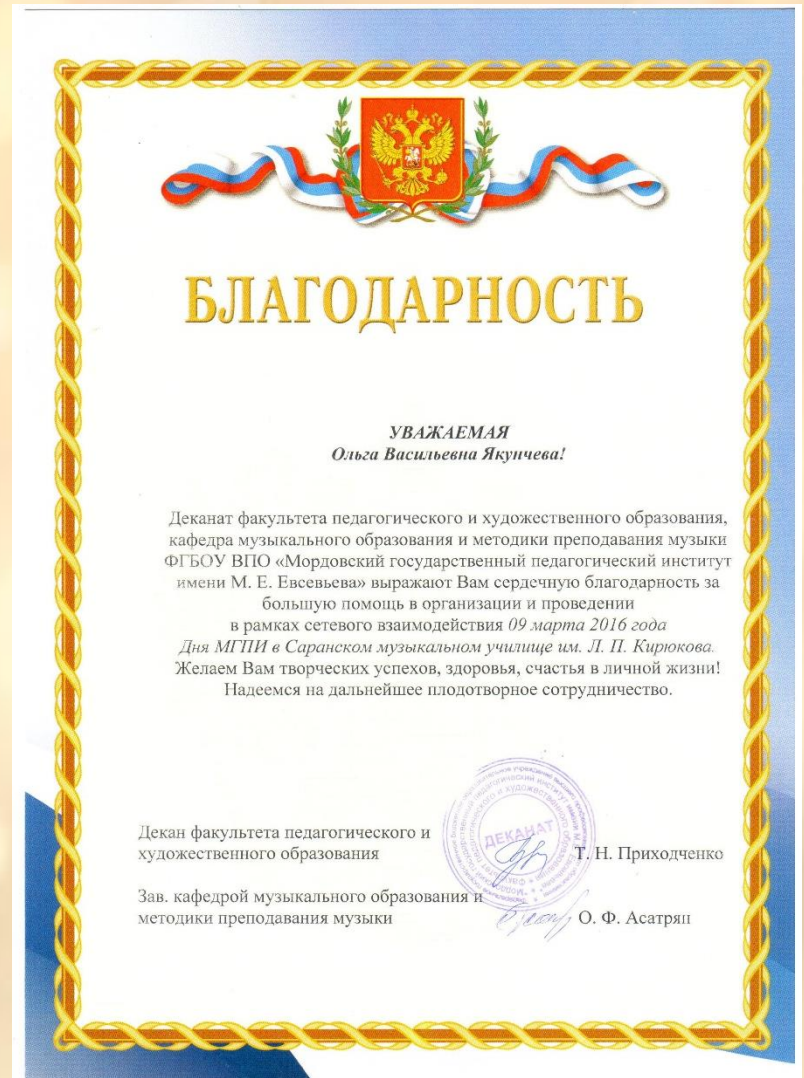 БЛАГОДАРНОСТЬ
УВАЖАЕМАЯ
Ольга Васильевна Якунчева!
Деканат факультета педагогического и художественного образования,
кафедра музыкального образования и методики преподавания музыки
ФГБОУ ВПО «Мордовский государственный педагогический институт
имени М. Е. Евсевьева» выражают Вам сердечную благодарность за
большую помощь в организации и проведении
в рамках сетевого взаимодействия 09 марта 2016 года
Дня МГПИ в Саранском музыкальном училище им. Л. П. Кирюкова.
Желаем Вам творческих успехов, здоровья, счастья в личной жизни!
Надеемся на дальнейшее плодотворное сотрудничество.
ДЕКАНАТ
Декан факультета педагогического и
художественного образования Т. Н. Приходченко
Зав. кафедрой музыкального образования и
методики преподавания музыки О. Ф. Асатрян